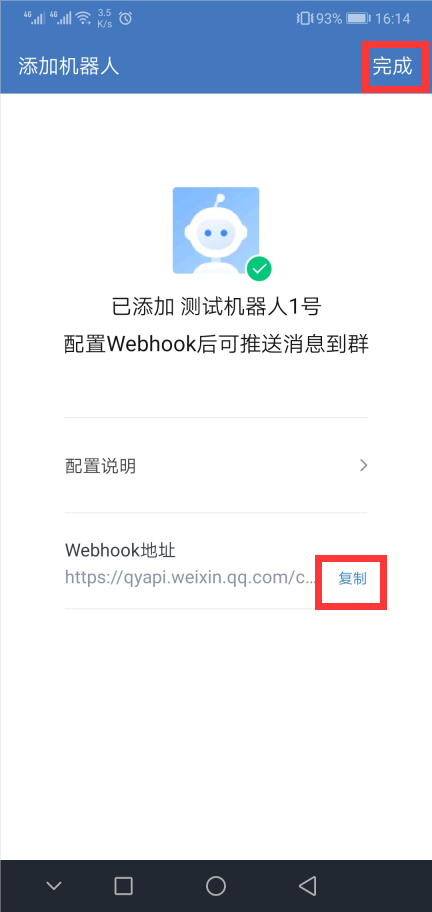 4G 4G 3.5 K/s 93% 16:14
添加机器人 完成
已添加 测试机器人1号
配置Webhook后可推送消息到群
配置说明
Webhook地址
https://qyapi.weixin.qq.com/c... 复制